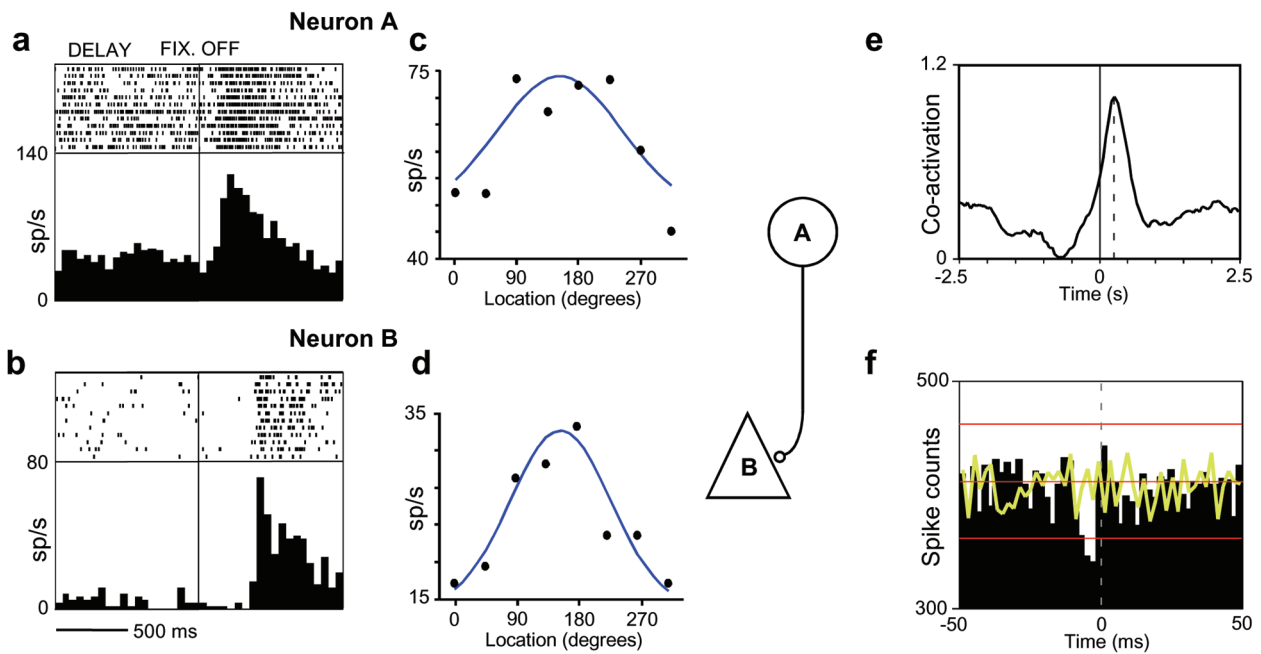 Neuron A
a
DELAY FIX. OFF
140
sp/s
0
c
75
sp/s
40
0 90 180 270
Location (degrees)
Neuron B
b
80
sp/s
0
500 ms
d
35
sp/s
15
0 90 180 270
Location (degrees)
A
B
e
1.2
Co-activation
0
-2.5 0 2.5
Time (s)
f
500
Spike counts
300
-50 0 50
Time (ms)